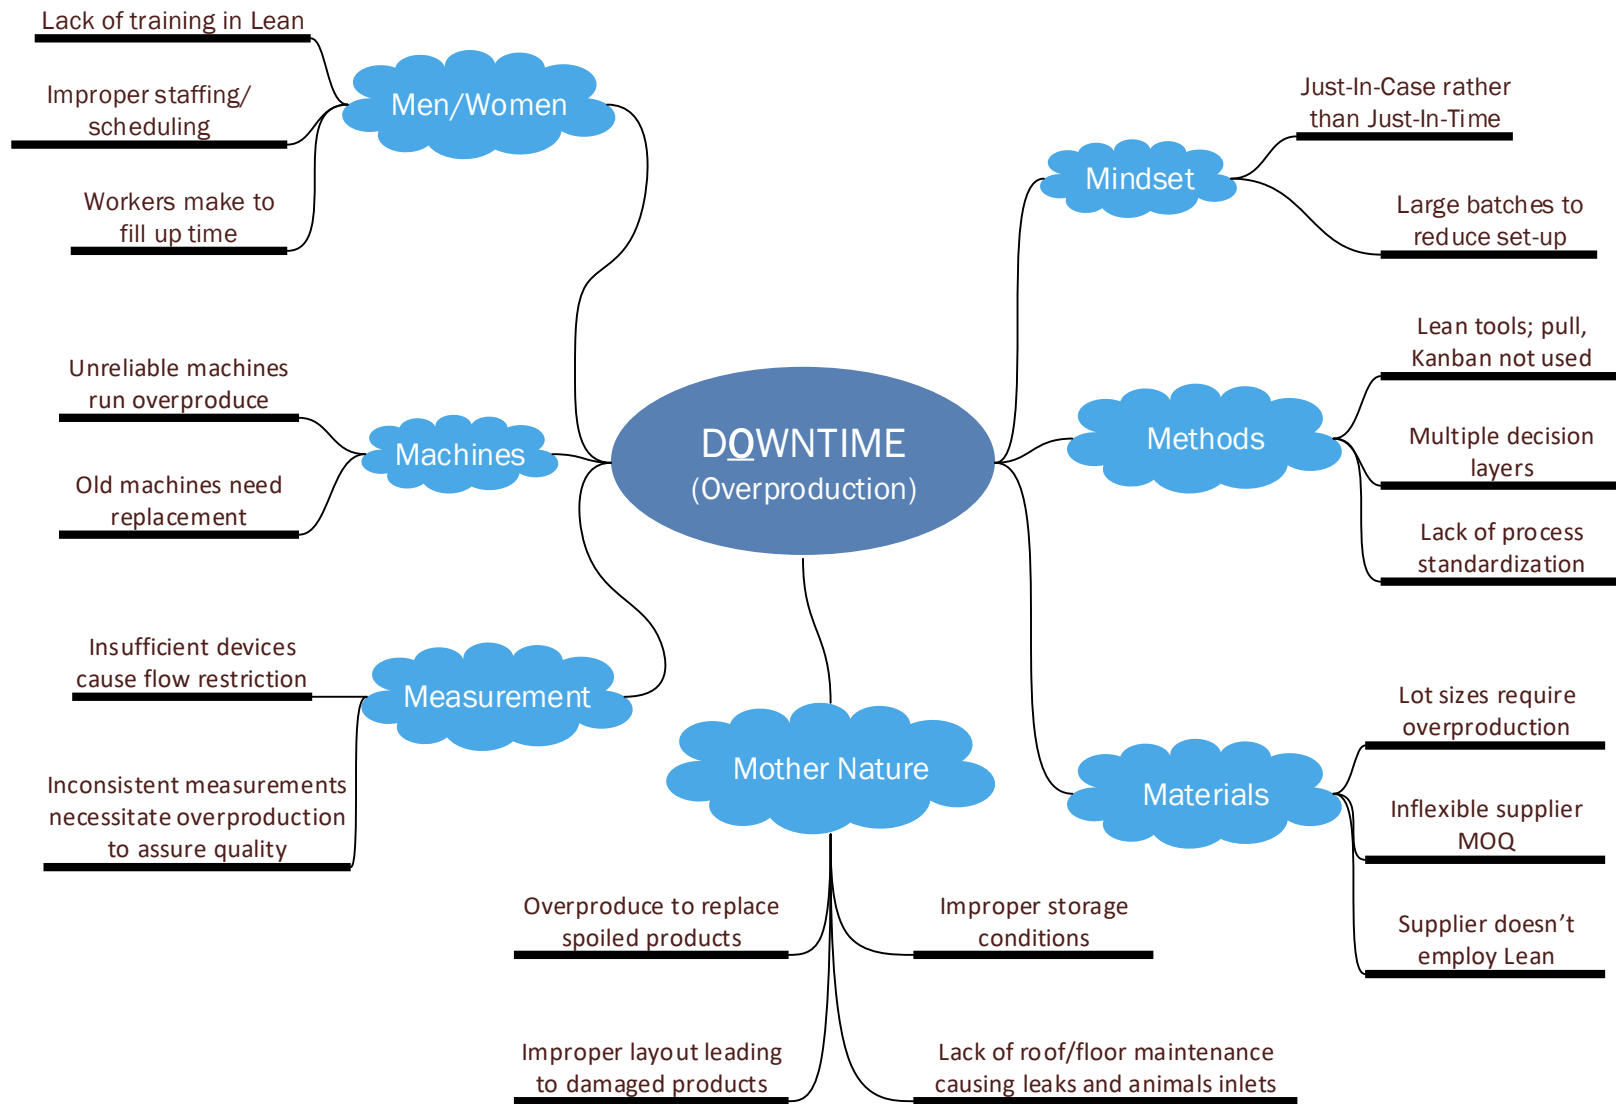 Lack of training in Lean
Improper staffing/
scheduling
Men/Women
Workers make to
fill up time
Unreliable machines
run overproduce
Machines
Old machines need
replacement
Insufficient devices
cause flow restriction
Measurement
Inconsistent measurements
necessitate overproduction
to assure quality
DOWNTIME
(Overproduction)
Mother Nature
Overproduce to replace
spoiled products
Improper storage
conditions
Improper layout leading
to damaged products
Lack of roof/floor maintenance
causing leaks and animals inlets
Just-In-Case rather
than Just-In-Time
Mindset
Large batches to
reduce set-up
Lean tools; pull,
Kanban not used
Methods
Multiple decision
layers
Lack of process
standardization
Lot sizes require
overproduction
Materials
Inflexible supplier
MOQ
Supplier doesn’t
employ Lean